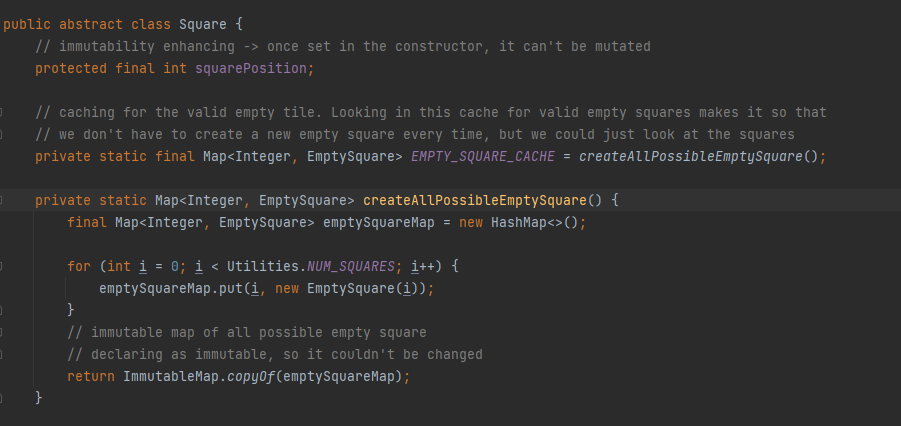 public abstract class Square {
// immutability enhancing -> once set in the constructor, it can't be mutated
protected final int squarePosition;
// caching for the valid empty tile. Looking in this cache for valid empty squares makes it so that
// we don't have to create a new empty square every time, but we could just look at the squares
private static final Map<Integer, EmptySquare> EMPTY_SQUARE_CACHE = createAllPossibleEmptySquare();
private static Map<Integer, EmptySquare> createAllPossibleEmptySquare() {
final Map<Integer, EmptySquare> emptySquareMap = new HashMap<>();
for (int i = 0; i < Utilities.NUM_SQUARES; i++) {
emptySquareMap.put(i, new EmptySquare(i));
}
// immutable map of all possible empty square
// declaring as immutable, so it couldn't be changed
return ImmutableMap.copyOf(emptySquareMap);
}